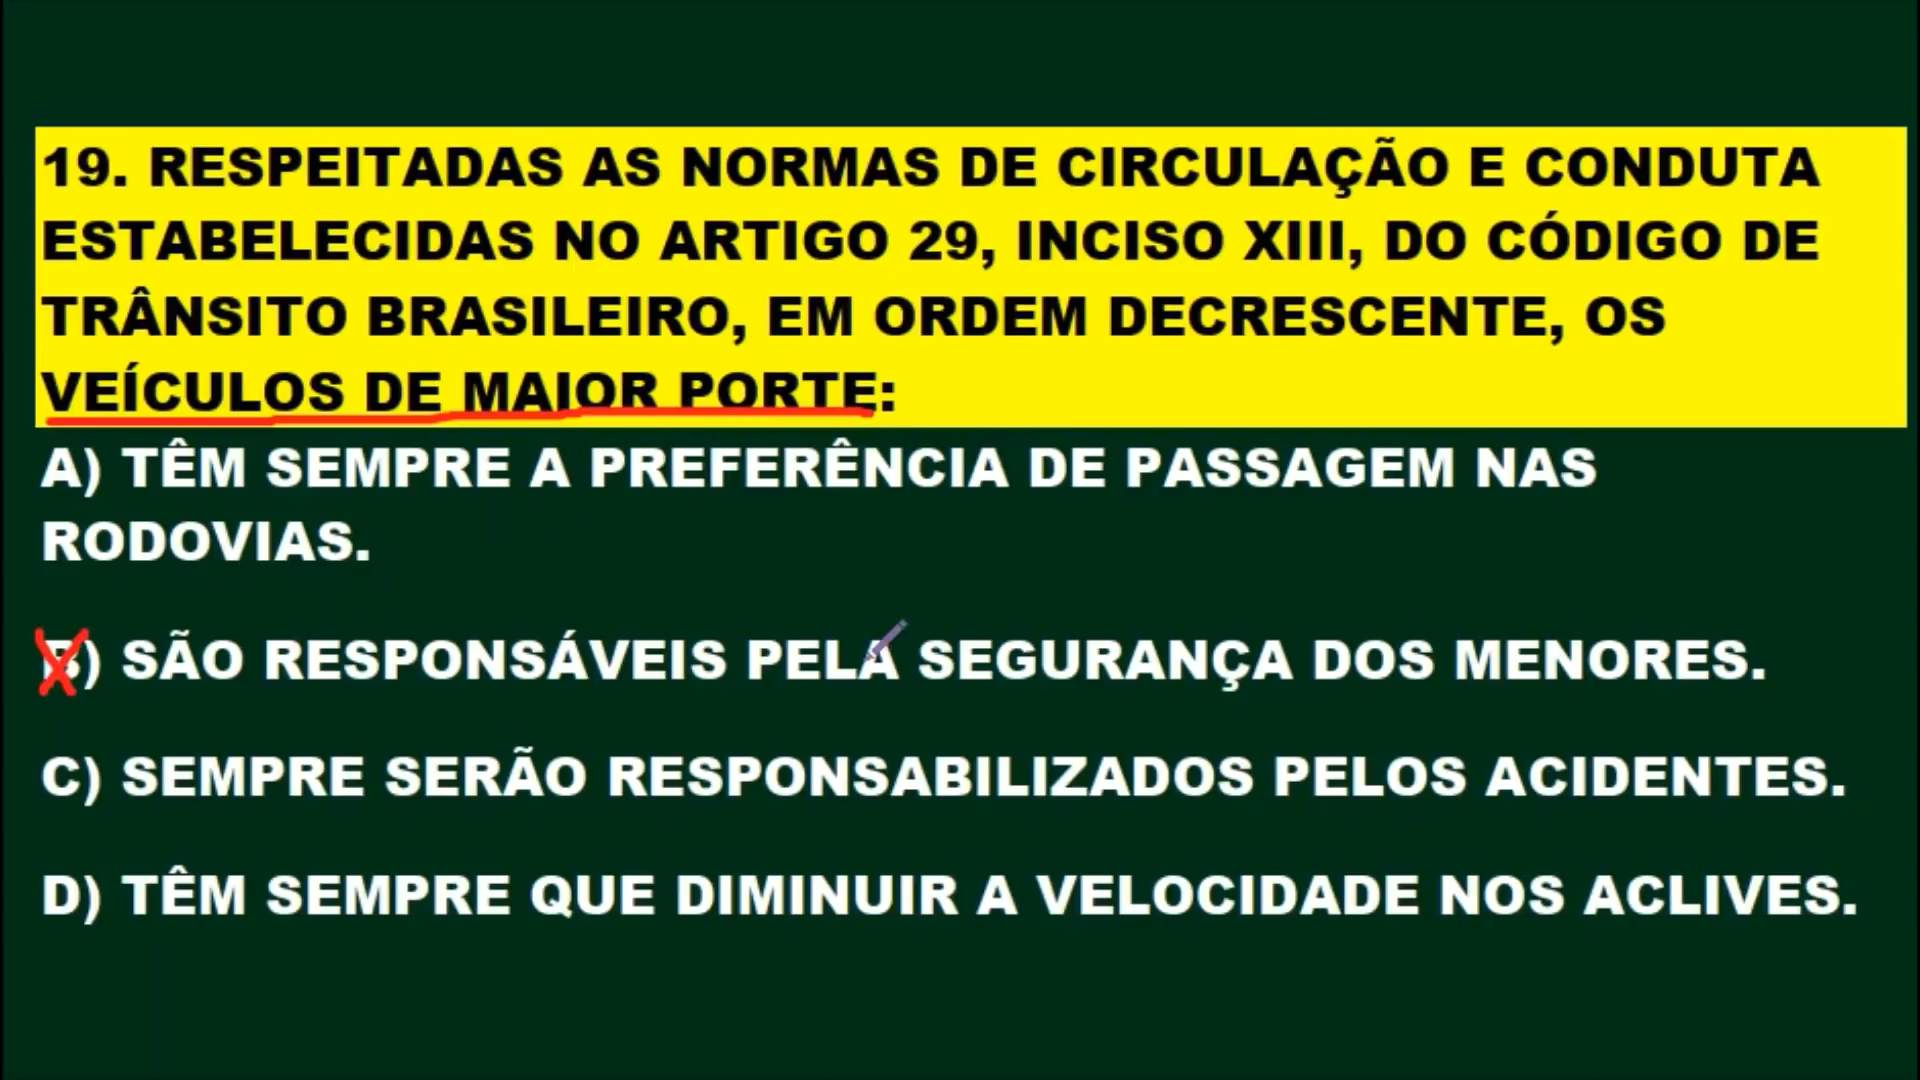 19. RESPEITADAS AS NORMAS DE CIRCULAÇÃO E CONDUTA
ESTABELECIDAS NO ARTIGO 29, INCISO XIII, DO CÓDIGO DE
TRÂNSITO BRASILEIRO, EM ORDEM DECRESCENTE, OS
VEÍCULOS DE MAIOR PORTE:
A) TÊM SEMPRE A PREFERÊNCIA DE PASSAGEM NAS
RODOVIAS.
B) SÃO RESPONSÁVEIS PELA SEGURANÇA DOS MENORES.
C) SEMPRE SERÃO RESPONSABILIZADOS PELOS ACIDENTES.
D) TÊM SEMPRE QUE DIMINUIR A VELOCIDADE NOS ACLIVES.